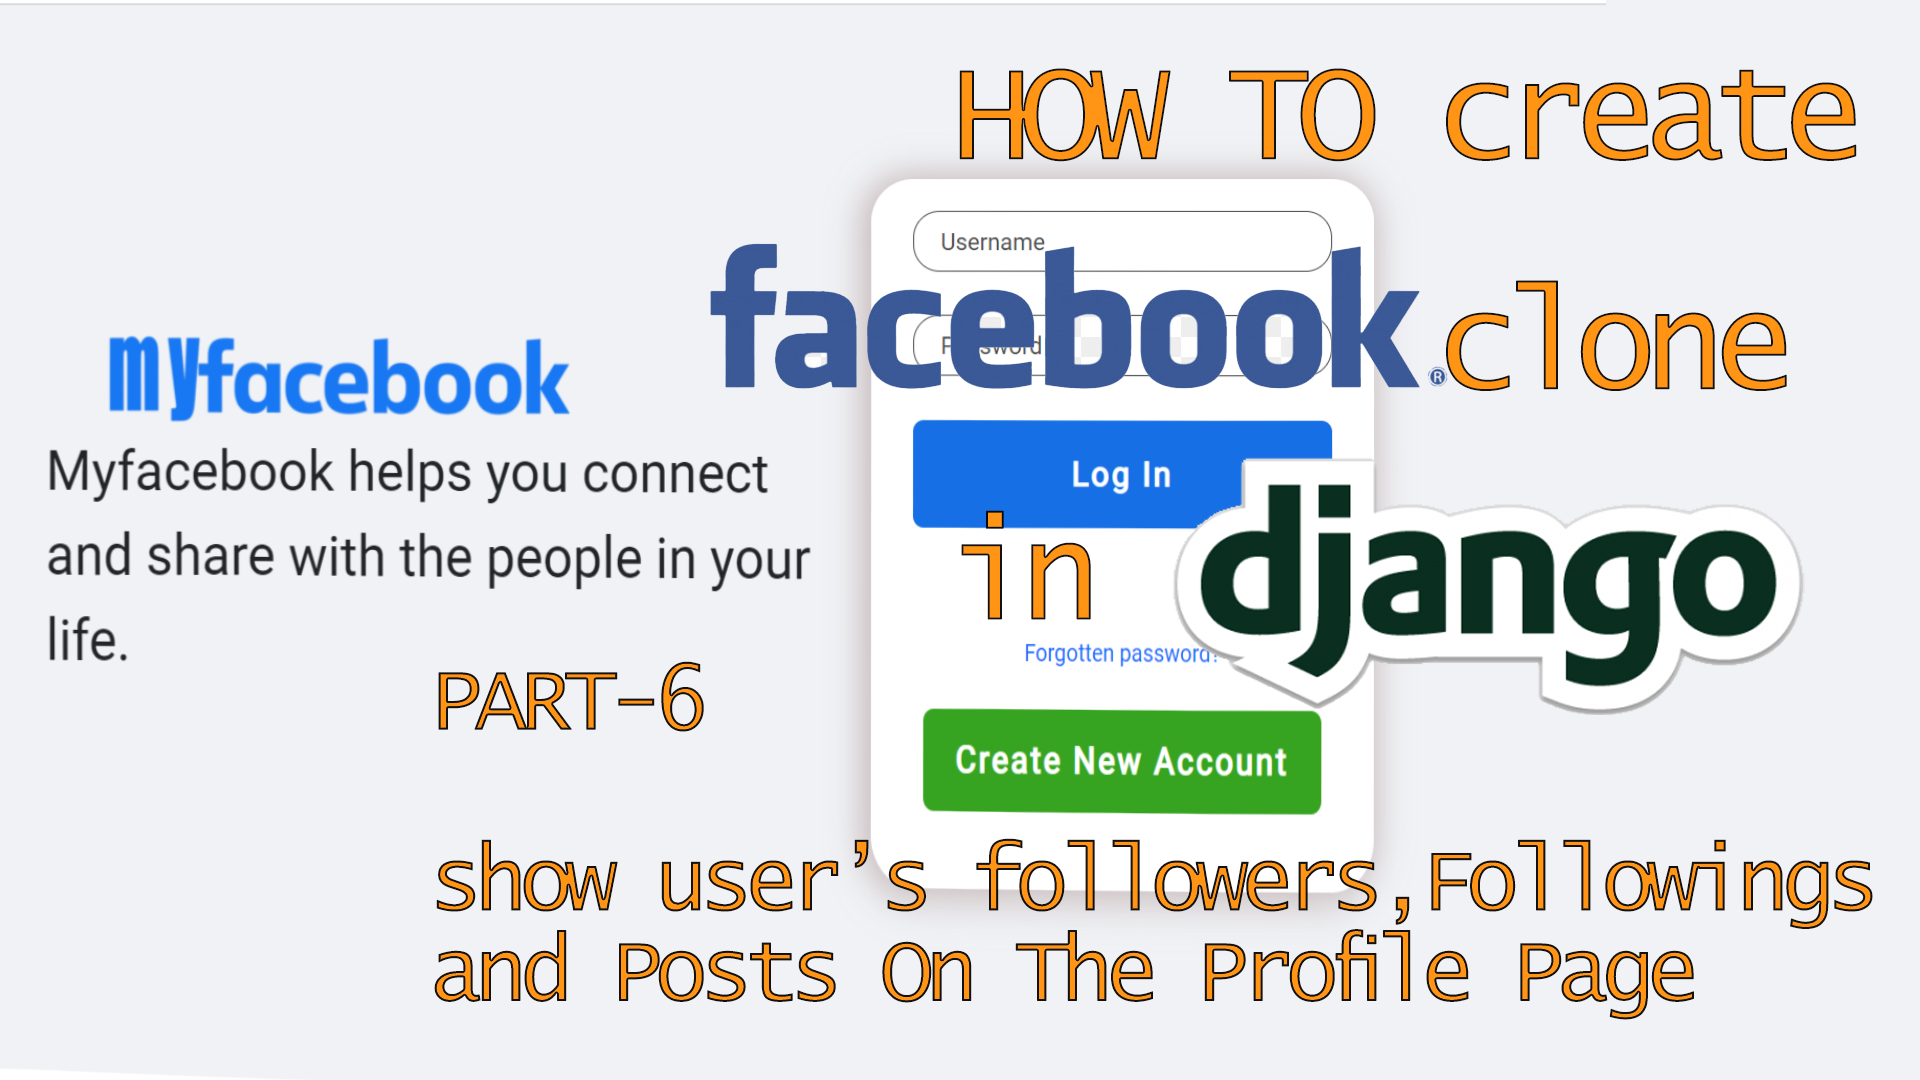 HOW TO create
Username
facebook
®
clone
Password
myfacebook
Myfacebook helps you connect
and share with the people in your
life.
Log In
in
django
Forgotten password?
PART-6
Create New Account
show user’s followers,Followings
and Posts On The Profile Page